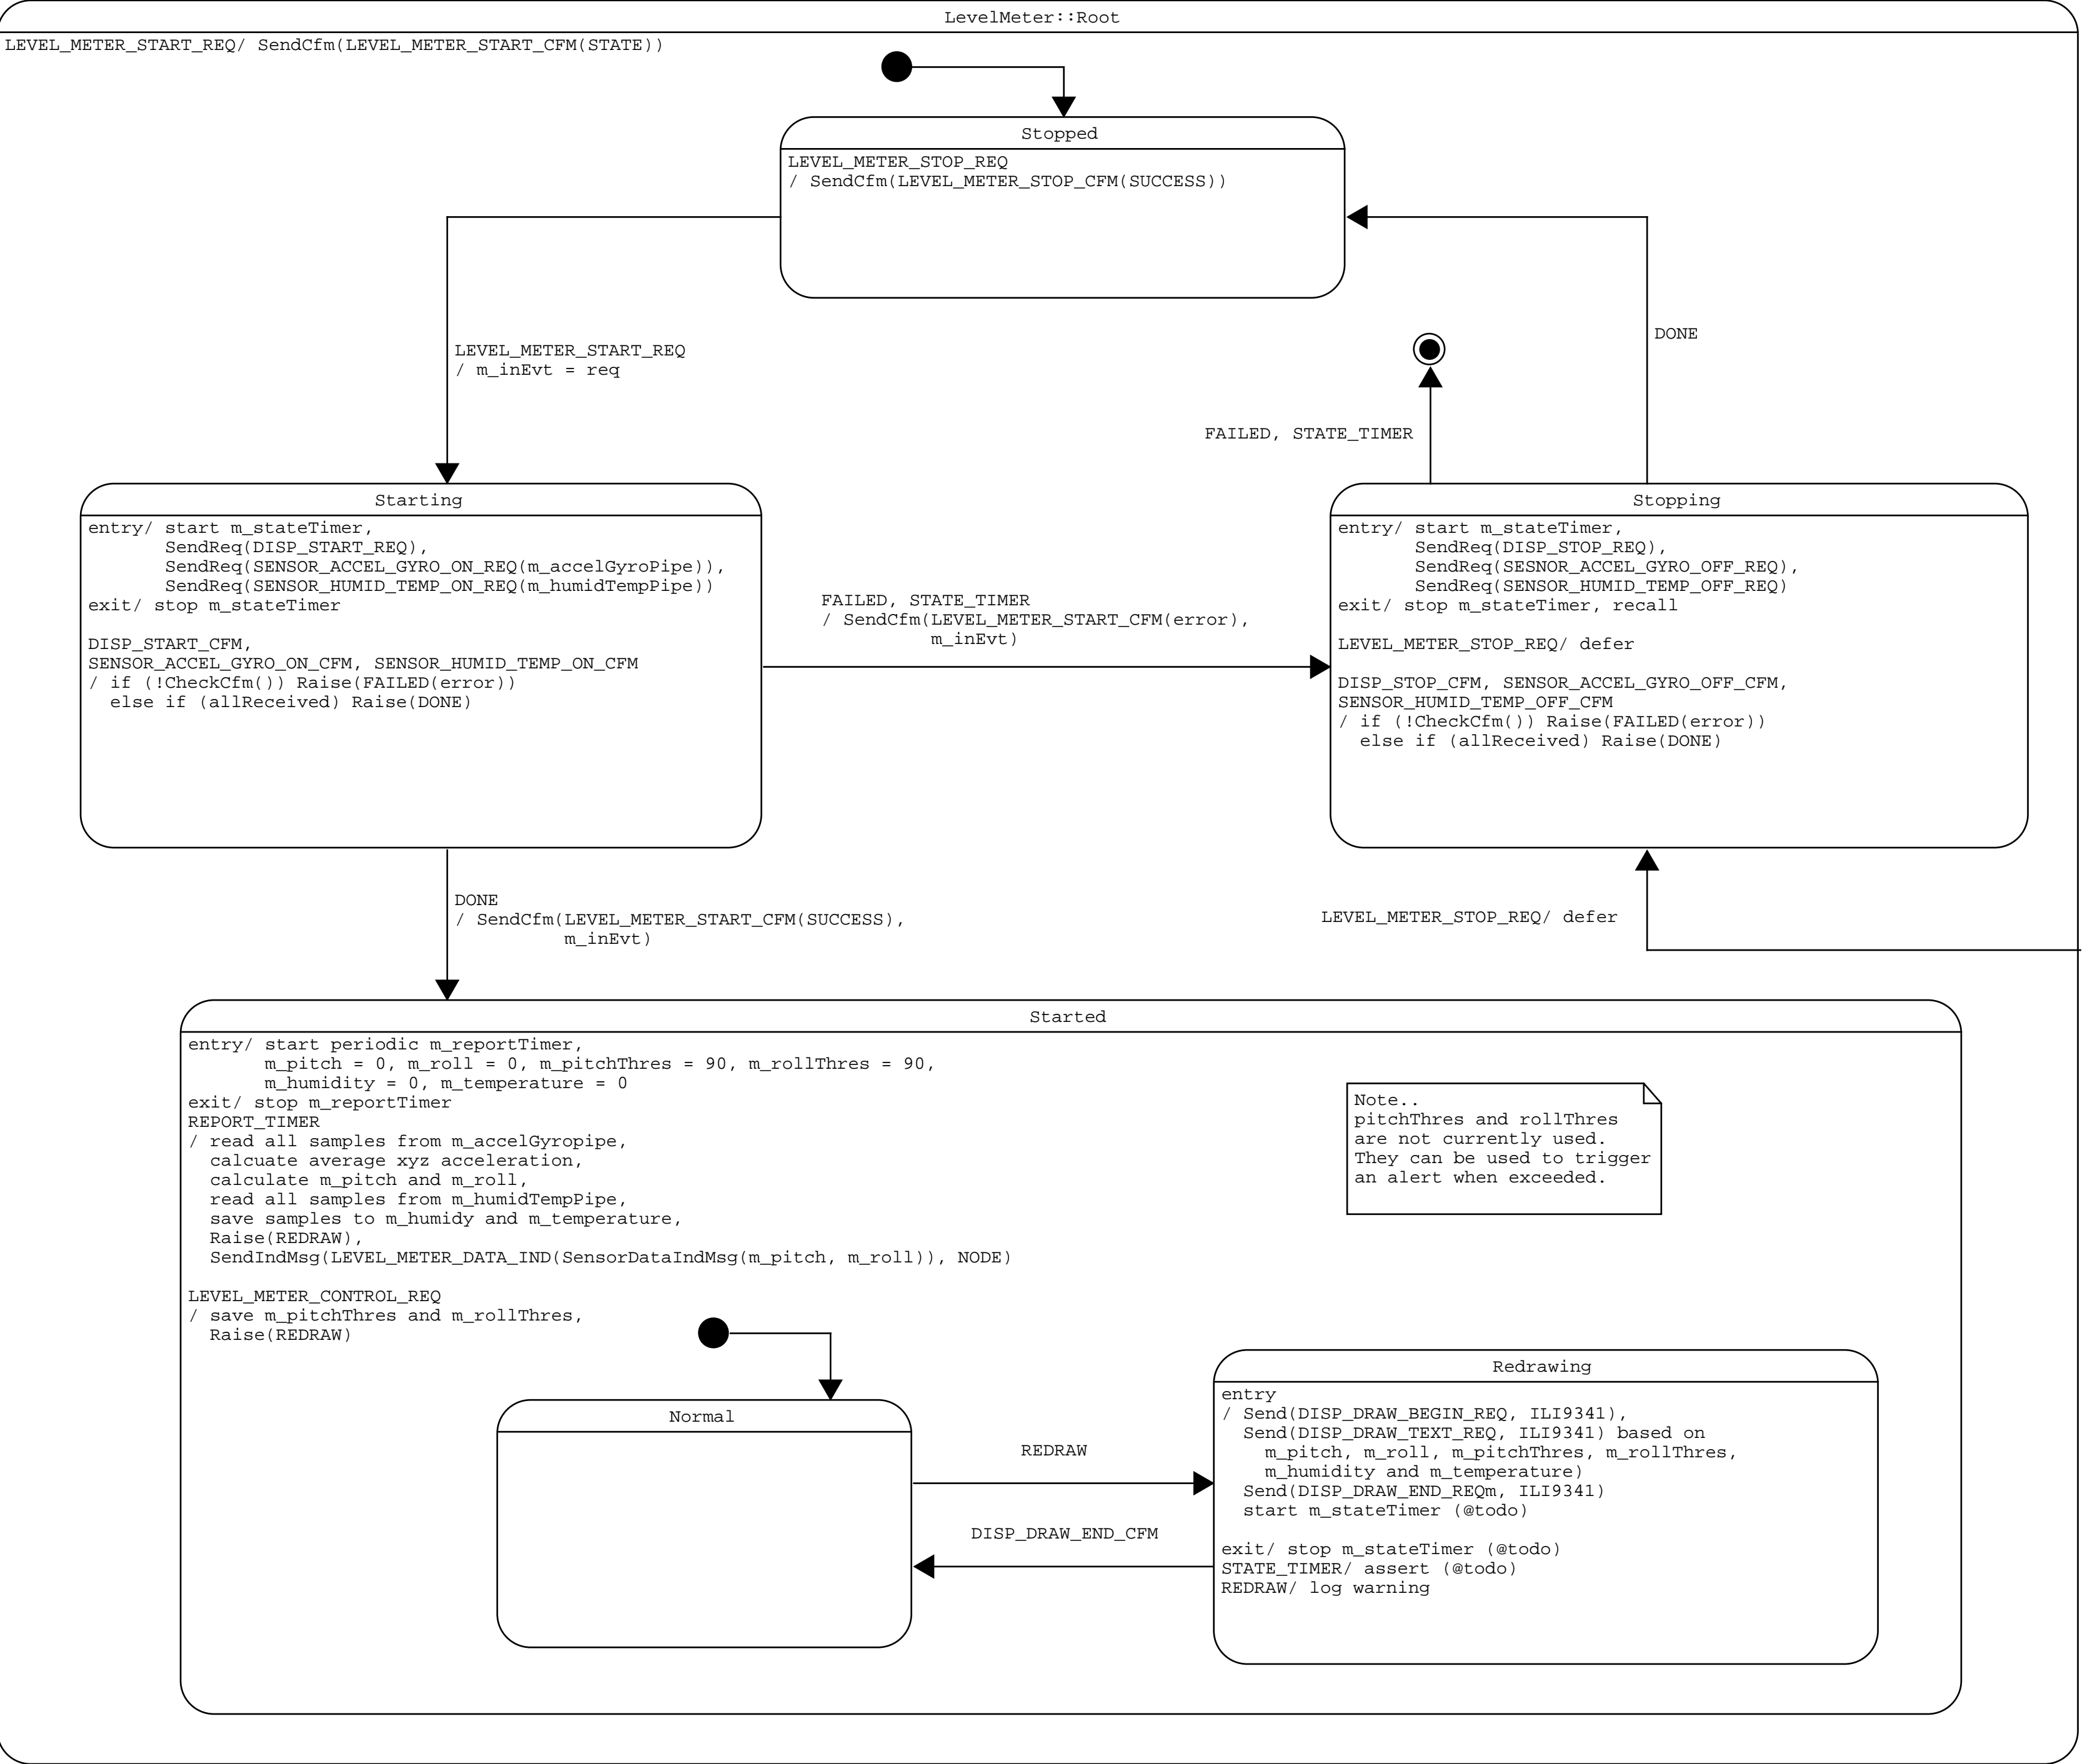 LevelMeter::Root
LEVEL_METER_START_REQ/ SendCfm(LEVEL_METER_START_CFM(STATE))
Stopped
LEVEL_METER_STOP_REQ
/ SendCfm(LEVEL_METER_STOP_CFM(SUCCESS))
DONE
LEVEL_METER_START_REQ
/ m_inEvt = req
FAILED, STATE_TIMER
Starting
entry/ start m_stateTimer,
SendReq(DISP_START_REQ),
SendReq(SENSOR_ACCEL_GYRO_ON_REQ(m_accelGyroPipe)),
SendReq(SENSOR_HUMID_TEMP_ON_REQ(m_humidTempPipe))
exit/ stop m_stateTimer
DISP_START_CFM,
SENSOR_ACCEL_GYRO_ON_CFM, SENSOR_HUMID_TEMP_ON_CFM
/ if (!CheckCfm()) Raise(FAILED(error))
else if (allReceived) Raise(DONE)
FAILED, STATE_TIMER
/ SendCfm(LEVEL_METER_START_CFM(error),
m_inEvt)
Stopping
entry/ start m_stateTimer,
SendReq(DISP_STOP_REQ),
SendReq(SESNOR_ACCEL_GYRO_OFF_REQ),
SendReq(SENSOR_HUMID_TEMP_OFF_REQ)
exit/ stop m_stateTimer, recall
LEVEL_METER_STOP_REQ/ defer
DISP_STOP_CFM, SENSOR_ACCEL_GYRO_OFF_CFM,
SENSOR_HUMID_TEMP_OFF_CFM
/ if (!CheckCfm()) Raise(FAILED(error))
else if (allReceived) Raise(DONE)
DONE
/ SendCfm(LEVEL_METER_START_CFM(SUCCESS),
m_inEvt)
LEVEL_METER_STOP_REQ/ defer
Started
entry/ start periodic m_reportTimer,
m_pitch = 0, m_roll = 0, m_pitchThres = 90, m_rollThres = 90,
m_humidity = 0, m_temperature = 0
exit/ stop m_reportTimer
REPORT_TIMER
/ read all samples from m_accelGyropipe,
calcuate average xyz acceleration,
calculate m_pitch and m_roll,
read all samples from m_humidTempPipe,
save samples to m_humidy and m_temperature,
Raise(REDRAW),
SendIndMsg(LEVEL_METER_DATA_IND(SensorDataIndMsg(m_pitch, m_roll)), NODE)
LEVEL_METER_CONTROL_REQ
/ save m_pitchThres and m_rollThres,
Raise(REDRAW)
Note..
pitchThres and rollThres
are not currently used.
They can be used to trigger
an alert when exceeded.
Normal
REDRAW
DISP_DRAW_END_CFM
Redrawing
entry
/ Send(DISP_DRAW_BEGIN_REQ, ILI9341),
Send(DISP_DRAW_TEXT_REQ, ILI9341) based on
m_pitch, m_roll, m_pitchThres, m_rollThres,
m_humidity and m_temperature)
Send(DISP_DRAW_END_REQm, ILI9341)
start m_stateTimer (@todo)
exit/ stop m_stateTimer (@todo)
STATE_TIMER/ assert (@todo)
REDRAW/ log warning